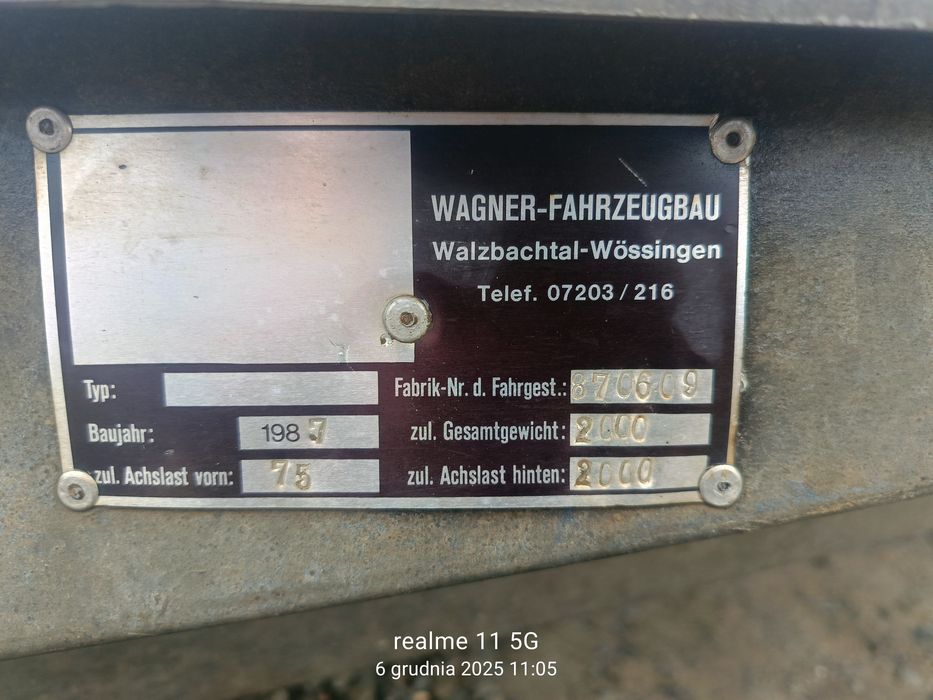 WAGNER-FAHRZEUGBAU
Walzbachtal-Wössingen
Telef. 07203 / 216
Typ:
Fabrik-Nr. d. Fahrgest.: 870609
Baujahr: 1987
zul. Gesamtgewicht: 2000
zul. Achslast vorn: 75
zul. Achslast hinten: 2000
realme 11 5G
6 grudnia 2025 11:05